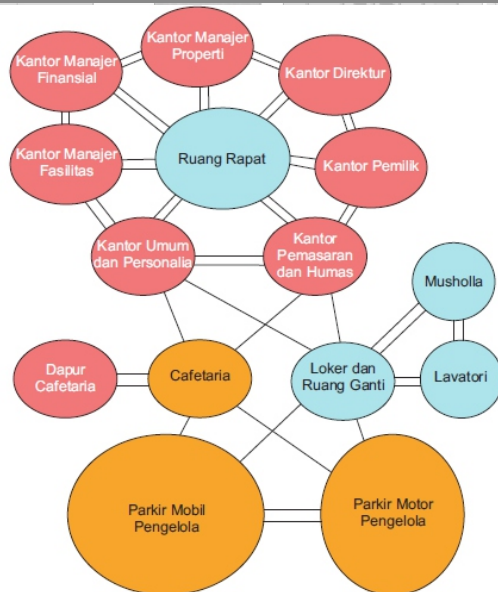 Kantor Manajer
Properti
Kantor Manajer
Finansial
Kantor Direktur
Ruang Rapat
Kantor Manajer
Fasilitas
Kantor Pemilik
Kantor Umum
dan Personalia
Kantor
Pemasaran
dan Humas
Musholla
Dapur
Cafetaria
Cafetaria
Loker dan
Ruang Ganti
Lavatori
Parkir Mobil
Pengelola
Parkir Motor
Pengelola